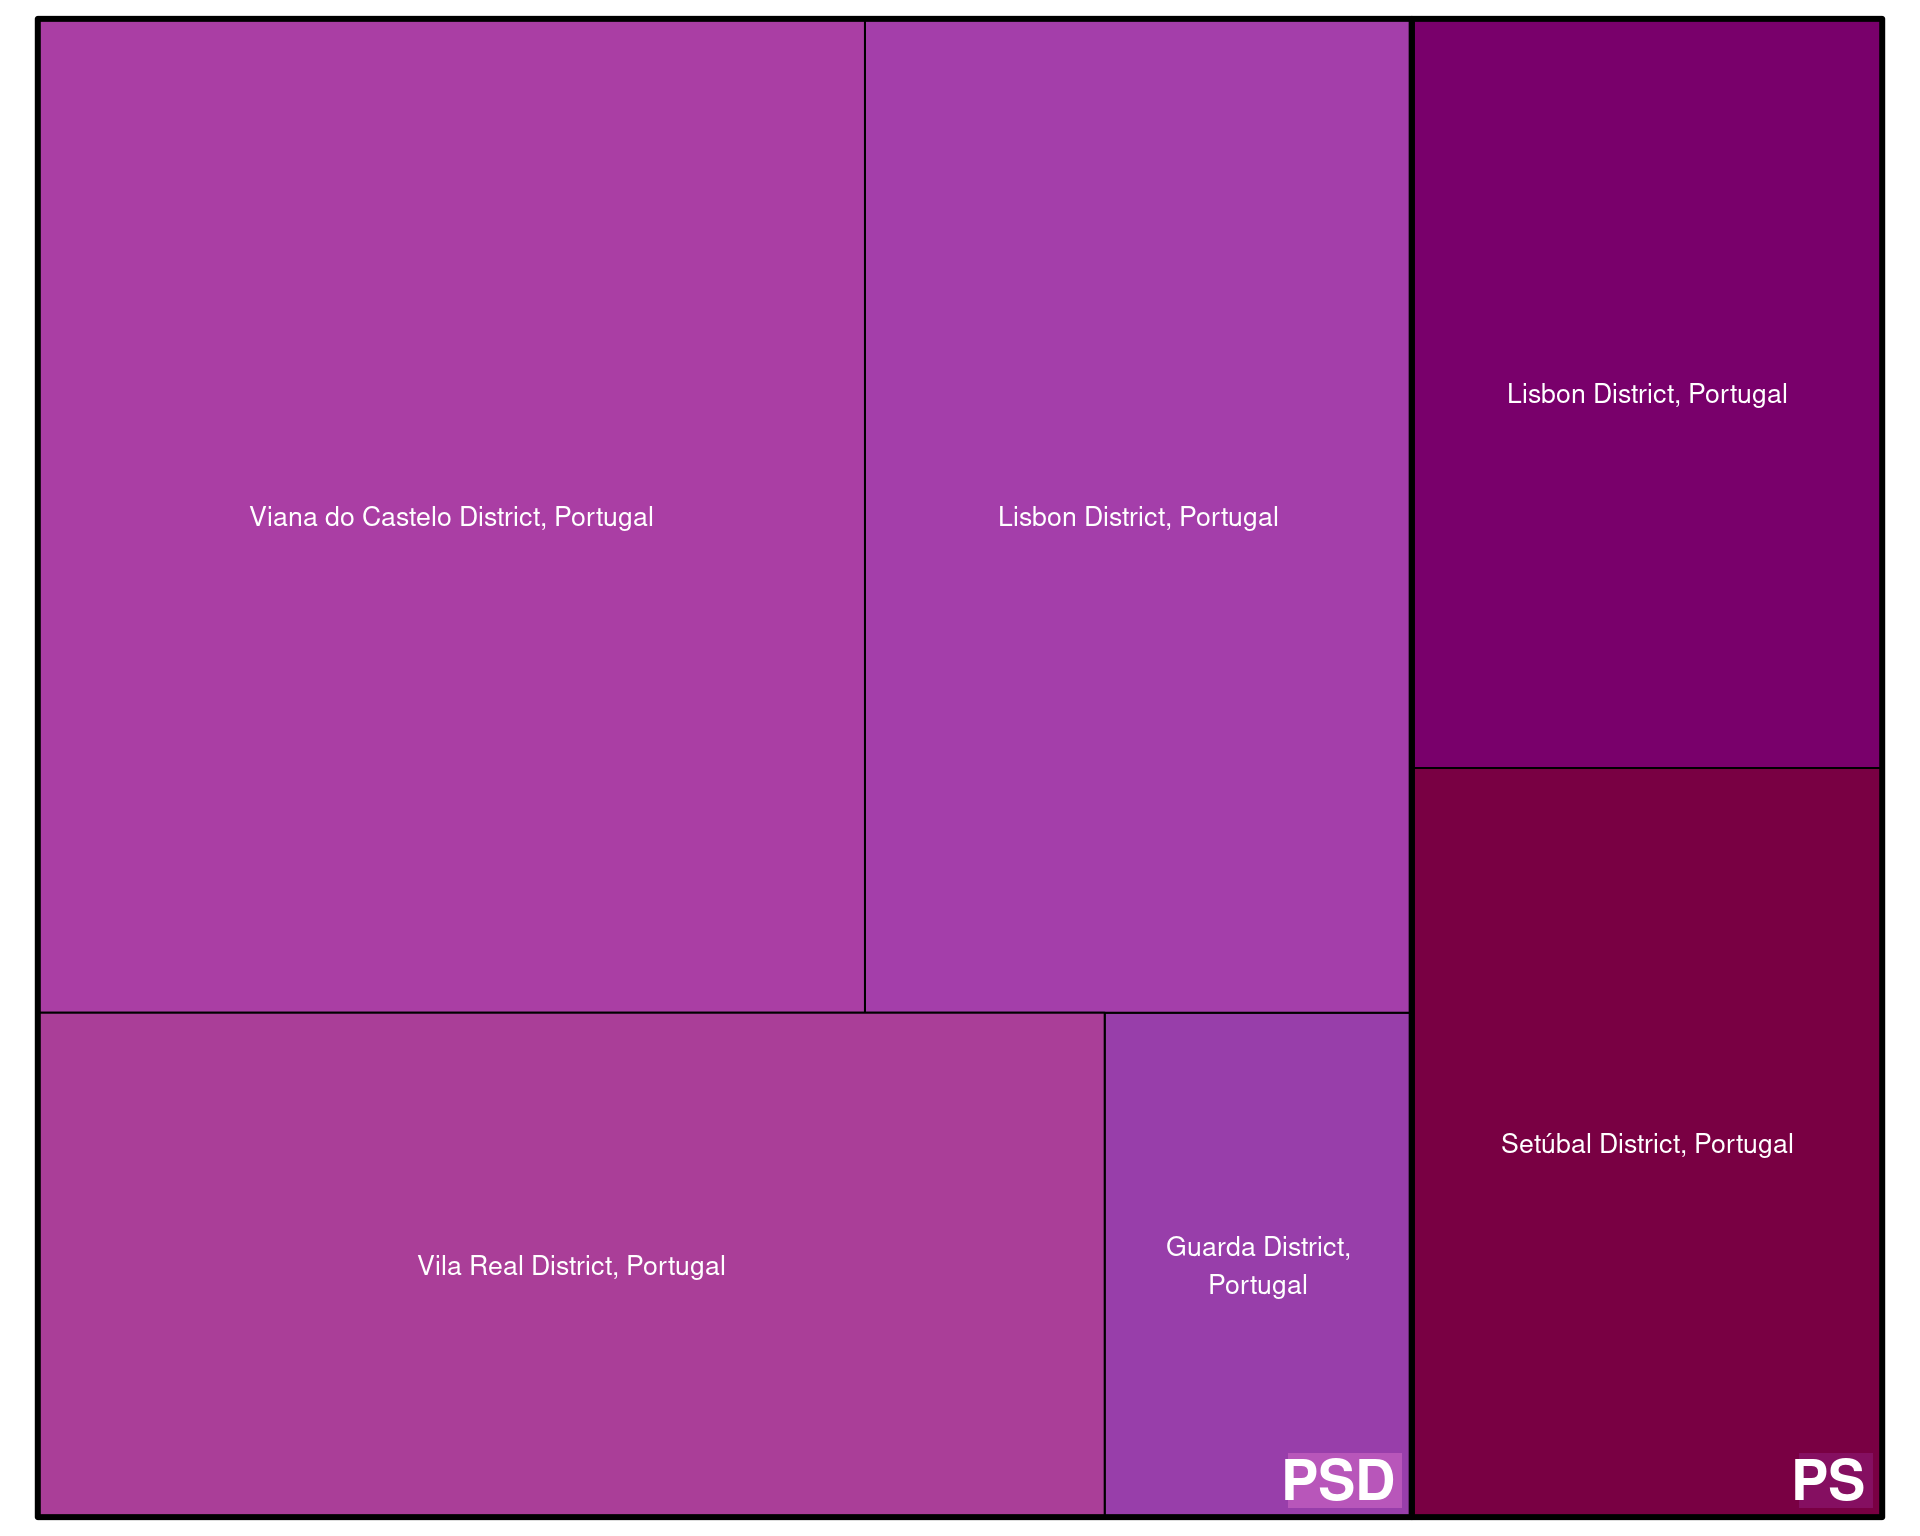 Lisbon District, Portugal
Viana do Castelo District, Portugal
Lisbon District, Portugal
Setúbal District, Portugal
Vila Real District, Portugal
Guarda District,
Portugal
PSD
PS